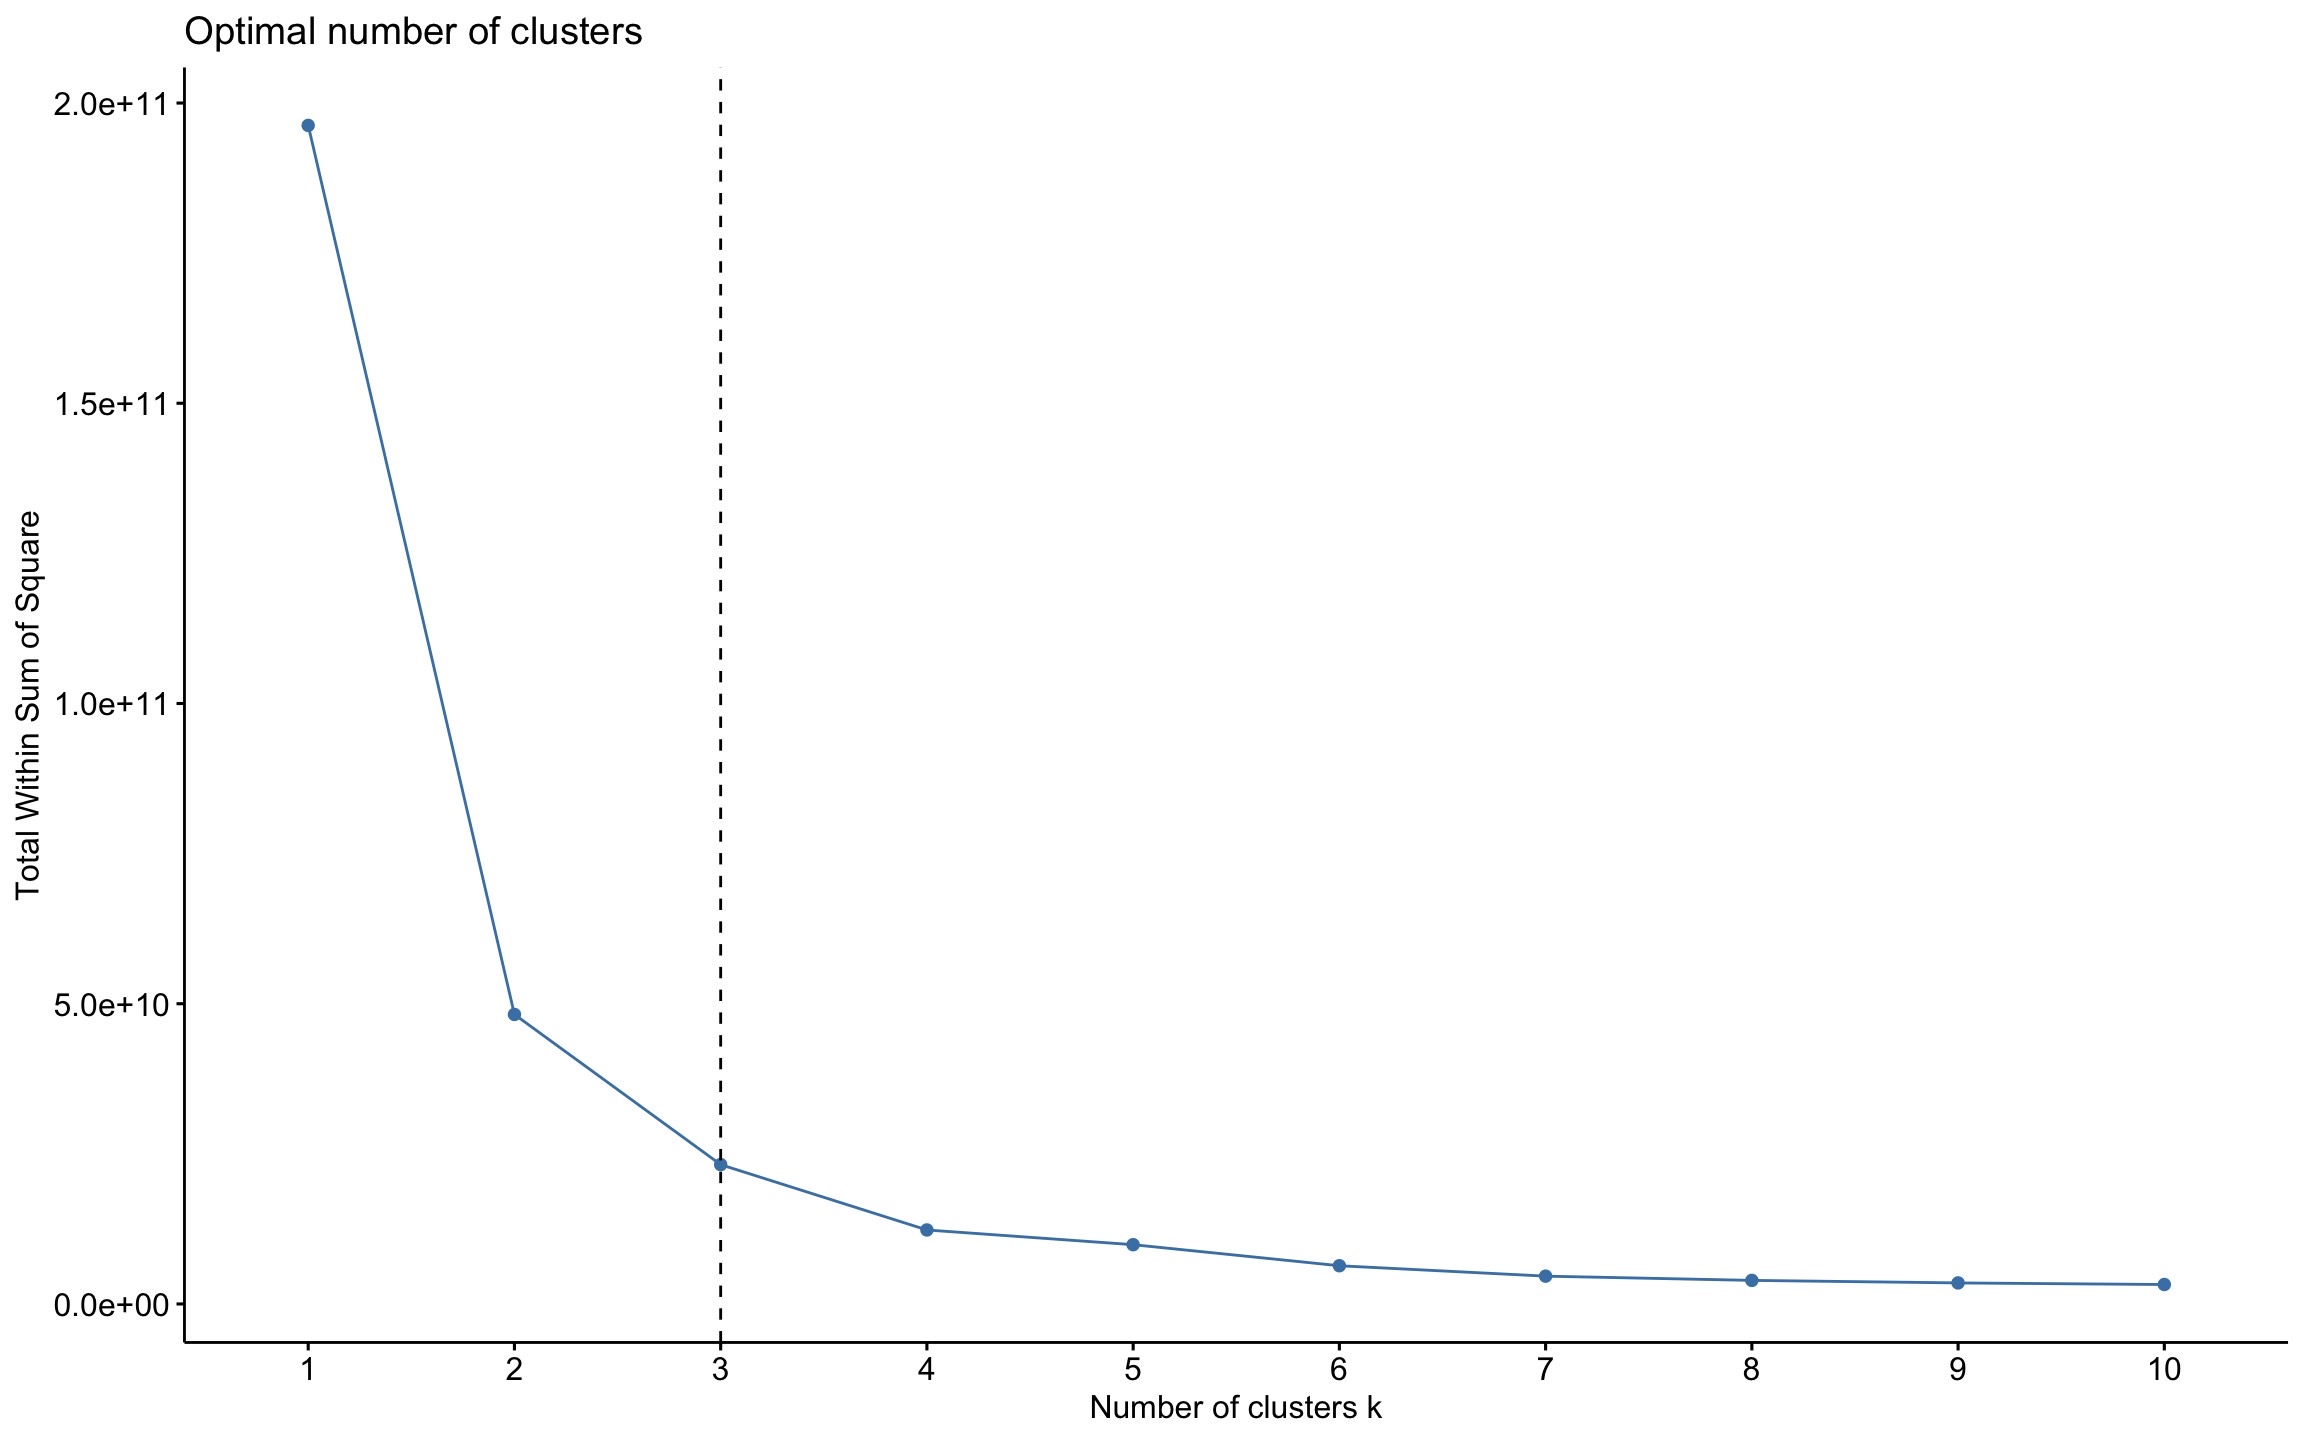 Optimal number of clusters
2.0e+11
1.5e+11
1.0e+11
5.0e+10
0.0e+00
Total Within Sum of Square
1 2 3 4 5 6 7 8 9 10
Number of clusters k